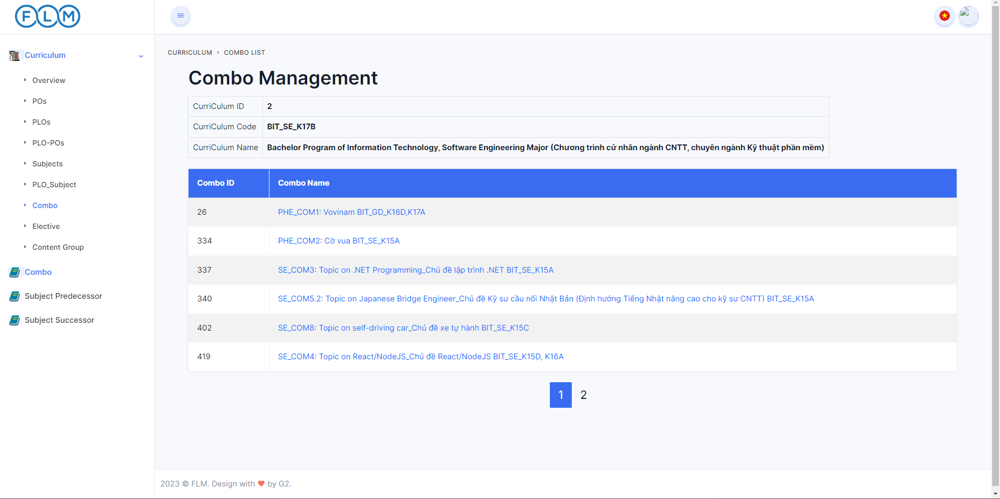 FLM
Curriculum
Overview
POs
PLOs
PLO-POs
Subjects
PLO_Subject
Combo
Elective
Content Group
Combo
Subject Predecessor
Subject Successor
CURRICULUM › COMBO LIST
Combo Management
CurriCulum ID 2
CurriCulum Code BIT_SE_K17B
CurriCulum Name Bachelor Program of Information Technology, Software Engineering Major (Chương trình cử nhân ngành CNTT, chuyên ngành Kỹ thuật phần mềm)
Combo ID Combo Name
26 PHE_COM1: Vovinam BIT_GD_K16D,K17A
334 PHE_COM2: Cờ vua BIT_SE_K15A
337 SE_COM3: Topic on .NET Programming_Chủ đề lập trình .NET BIT_SE_K15A
340 SE_COM5.2: Topic on Japanese Bridge Engineer_Chủ đề Kỹ sư cầu nối Nhật Bản (Định hướng Tiếng Nhật nâng cao cho kỹ sư CNTT) BIT_SE_K15A
402 SE_COM8: Topic on self-driving car_Chủ đề xe tự hành BIT_SE_K15C
419 SE_COM4: Topic on React/NodeJS_Chủ đề React/NodeJS BIT_SE_K15D, K16A
1 2
2023 © FLM. Design with ❤ by G2.